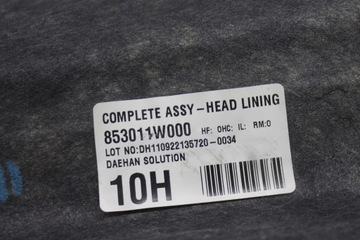 COMPLETE ASSY-HEAD LINING
853011W000 HF: OHC: IL: RM:O
LOT NO:DH110922135720-0034
DAEHAN SOLUTION
10H